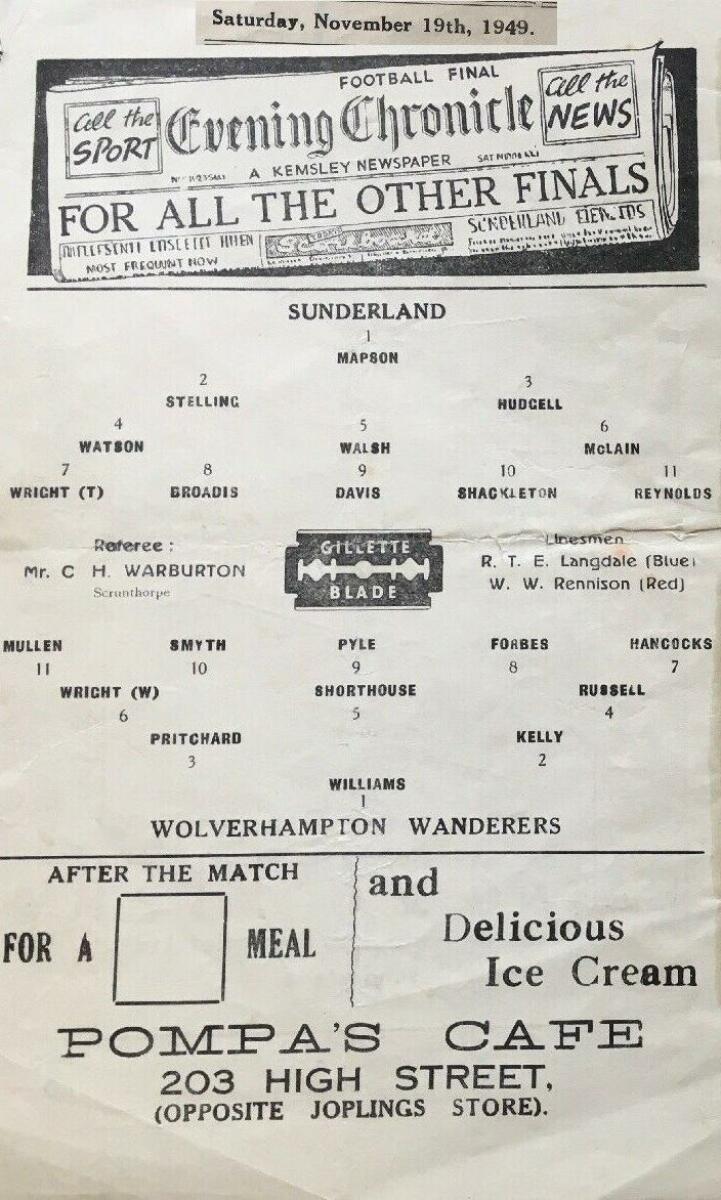 Saturday, November 19th, 1949.
FOOTBALL FINAL
All the SPORT
Evening Chronicle
All the NEWS
A KEMSLEY NEWSPAPER
FOR ALL THE OTHER FINALS
SUNDERLAND
MOST FREQUENT NOW
SUNDERLAND
1
MAPSON
2 3
STELLING HUDGELL
4 5 6
WATSON WALSH McLAIN
7 8 9 10 11
WRIGHT (T) BROADIS DAVIS SHACKLETON REYNOLDS
Referee :
Mr. C H. WARBURTON
Scunthorpe
GILLETTE
BLADE
Linesmen
R. T. E. Langdale (Blue)
W. W. Rennison (Red)
MULLEN SMYTH PYLE FORBES HANCOCKS
11 10 9 8 7
WRIGHT (W) SHORTHOUSE RUSSELL
6 5 4
PRITCHARD KELLY
3 2
WILLIAMS
1
WOLVERHAMPTON WANDERERS
AFTER THE MATCH
FOR A MEAL
and
Delicious
Ice Cream
POMPA'S CAFE
203 HIGH STREET,
(OPPOSITE JOPLINGS STORE).